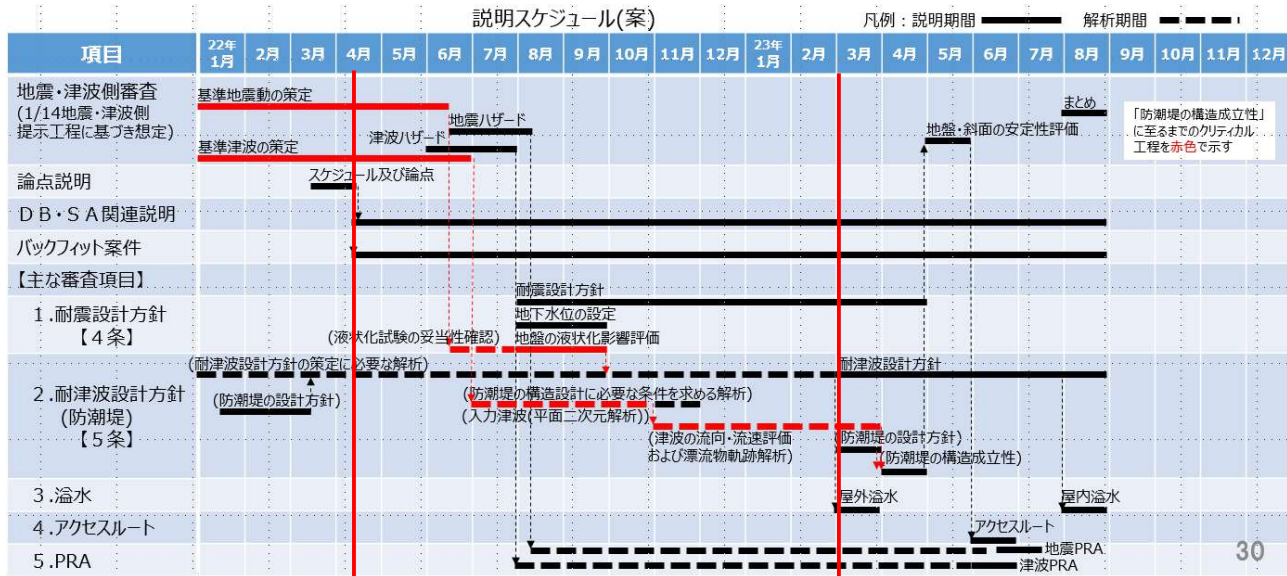 説明スケジュール(案)
凡例：説明期間
解析期間
項目
22年
1月
2月
3月
4月
5月
6月
7月
8月
9月
10月
11月
12月
23年
1月
2月
3月
4月
5月
6月
7月
8月
9月
10月
11月
12月
地震・津波側審査
(1/14地震・津波側
提示工程に基づき想定)
基準地震動の策定
地震ハザード
津波ハザード
基準津波の策定
まとめ
地盤・斜面の安定性評価
「防潮堤の構造成立性」
に至るまでのクリティカル
工程を赤色で示す
論点説明
スケジュール及び論点
ＤＢ・ＳＡ関連説明
バックフィット案件
【主な審査項目】
1.耐震設計方針
【4条】
耐震設計方針
地下水位の設定
(液状化試験の妥当性確認)
地盤の液状化影響評価
2.耐津波設計方針
(防潮堤)
【5条】
(耐津波設計方針の策定に必要な解析)
耐津波設計方針
(防潮堤の設計方針)
(防潮堤の構造設計に必要な条件を求める解析)
(入力津波(平面二次元解析))
(津波の流向・流速評価
および漂流物軌跡解析)
(防潮堤の設計方針)
(防潮堤の構造成立性)
3.溢水
屋外溢水
屋内溢水
4.アクセスルート
アクセスルート
5.PRA
地震PRA
津波PRA
30